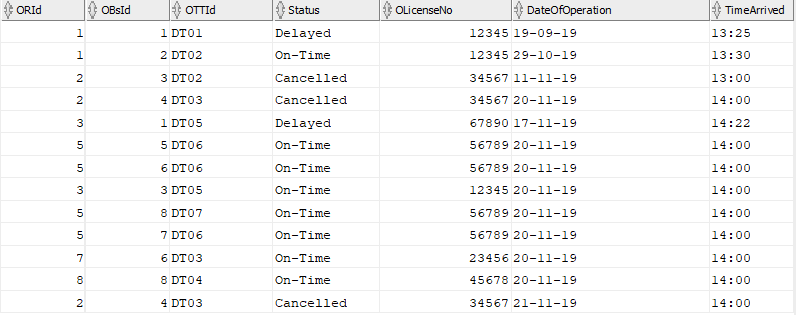 ORId OBsId OTTId Status OLicenseNo DateOfOperation TimeArrived
1 1 DT01 Delayed 12345 19-09-19 13:25
1 2 DT02 On-Time 12345 29-10-19 13:30
2 3 DT02 Cancelled 34567 11-11-19 13:00
2 4 DT03 Cancelled 34567 20-11-19 14:00
3 1 DT05 Delayed 67890 17-11-19 14:22
5 5 DT06 On-Time 56789 20-11-19 14:00
5 6 DT06 On-Time 56789 20-11-19 14:00
3 3 DT05 On-Time 12345 20-11-19 14:00
5 8 DT07 On-Time 56789 20-11-19 14:00
5 7 DT06 On-Time 56789 20-11-19 14:00
7 6 DT03 On-Time 23456 20-11-19 14:00
8 8 DT04 On-Time 45678 20-11-19 14:00
2 4 DT03 Cancelled 34567 21-11-19 14:00